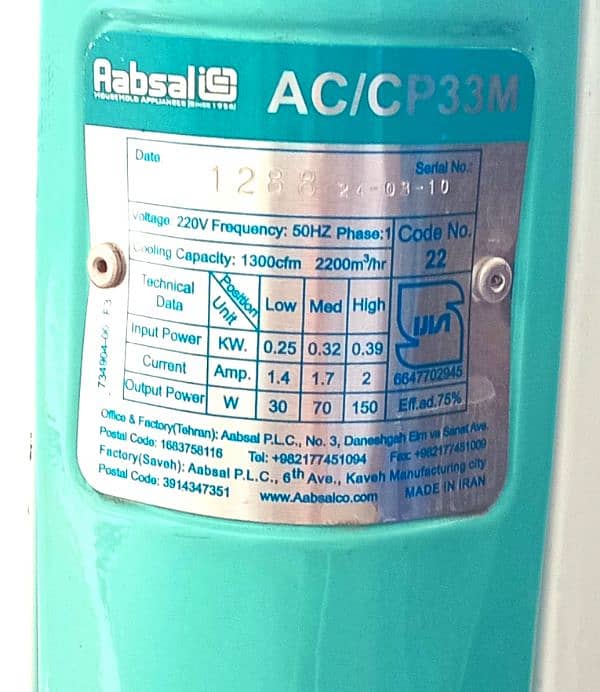 Aabsal
HOUSEHOLD APPLIANCES SINCE 1956
AC/CP33M
Date
Serial No.:
1288 24-03-10
Voltage 220V Frequency: 50HZ Phase:1
Code No.
22
Cooling Capacity: 1300cfm 2200m³/hr
Technical Data
Position
Unit
Low Med High
Input Power KW. 0.25 0.32 0.39
Current Amp. 1.4 1.7 2
6647702945
Output Power W 30 70 150 Eff.ad.75%
Office & Factory(Tehran): Aabsal P.L.C., No. 3, Daneshgah Elm va Sanat Ave.
Postal Code: 1683758116 Tel: +982177451094 Fax: +982177451009
Factory(Saveh): Aabsal P.L.C., 6th Ave., Kaveh Manufacturing city
Postal Code: 3914347351 www.Aabsalco.com MADE IN IRAN